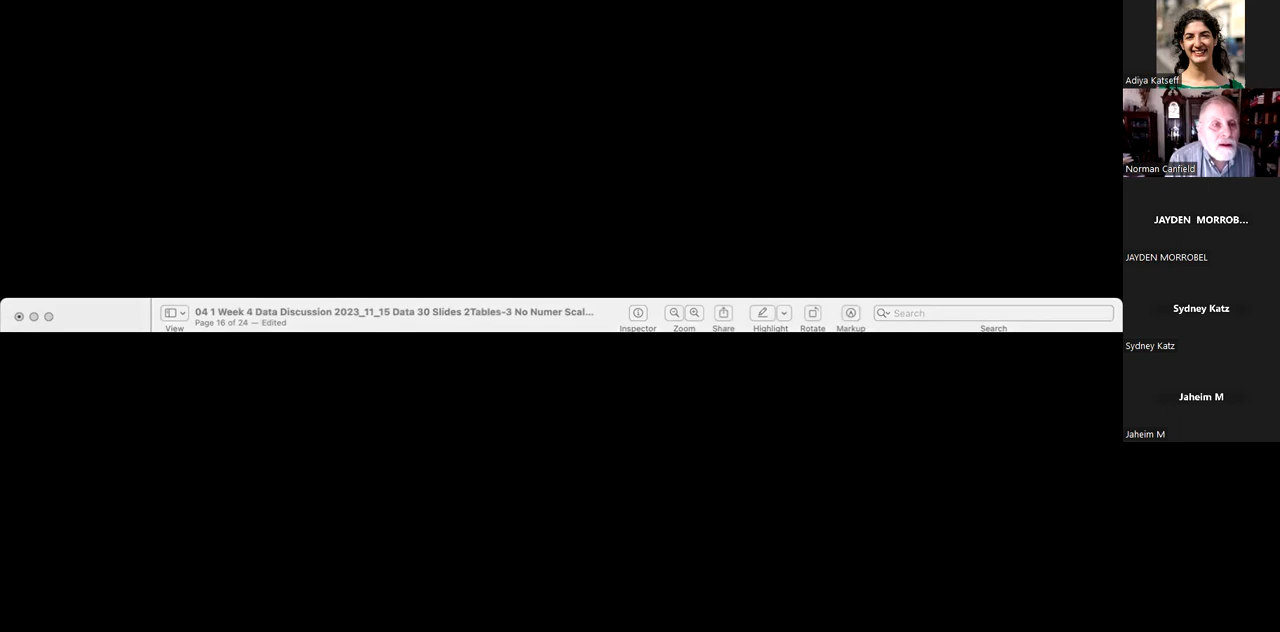 04 1 Week 4 Data Discussion 2023_11_15 Data 30 Slides 2Tables-3 No Numer Scal...
Page 16 of 24 — Edited
View
Inspector
Zoom
Share
Highlight
Rotate
Markup
Search
Search
Adiya Katseff
Norman Canfield
JAYDEN MORROB...
JAYDEN MORROBEL
Sydney Katz
Sydney Katz
Jaheim M
Jaheim M